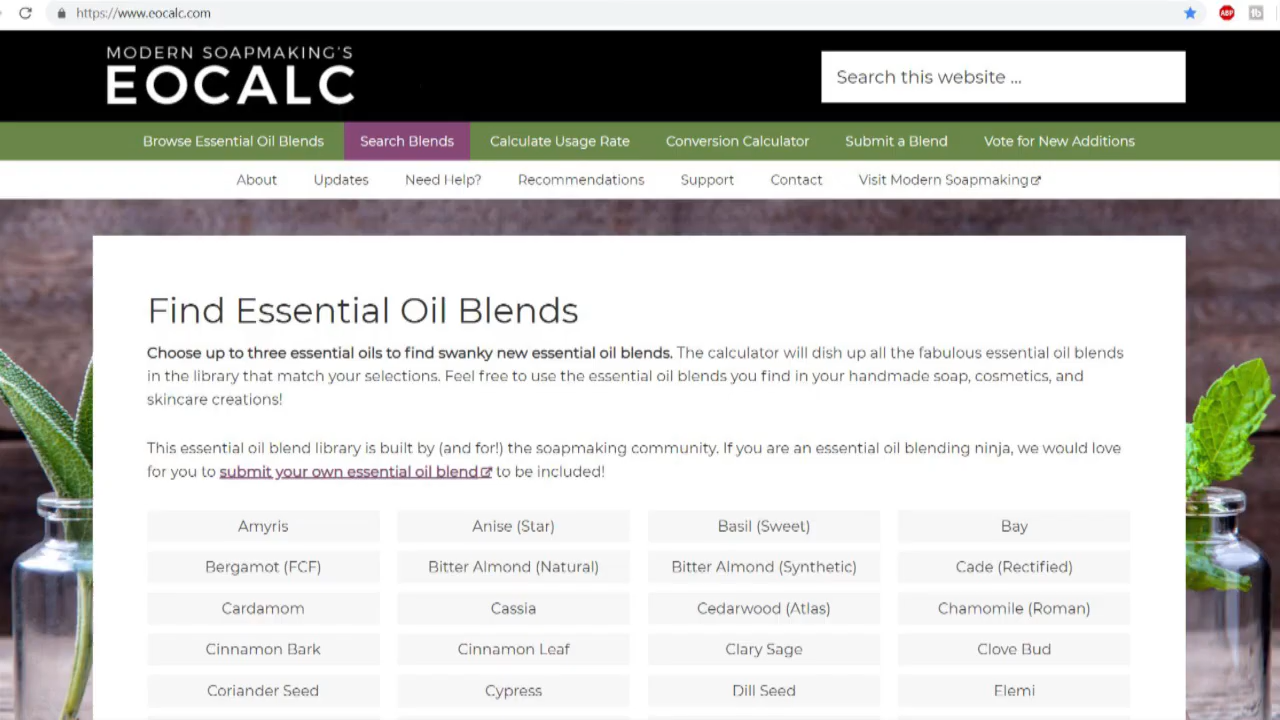 https://www.eocalc.com
ABP
MODERN SOAPMAKING'S
EOCALC
Search this website ...
Browse Essential Oil Blends Search Blends Calculate Usage Rate Conversion Calculator Submit a Blend Vote for New Additions
About Updates Need Help? Recommendations Support Contact Visit Modern Soapmaking
Find Essential Oil Blends
Choose up to three essential oils to find swanky new essential oil blends. The calculator will dish up all the fabulous essential oil blends
in the library that match your selections. Feel free to use the essential oil blends you find in your handmade soap, cosmetics, and
skincare creations!
This essential oil blend library is built by (and for!) the soapmaking community. If you are an essential oil blending ninja, we would love
for you to submit your own essential oil blend to be included!
Amyris Anise (Star) Basil (Sweet) Bay
Bergamot (FCF) Bitter Almond (Natural) Bitter Almond (Synthetic) Cade (Rectified)
Cardamom Cassia Cedarwood (Atlas) Chamomile (Roman)
Cinnamon Bark Cinnamon Leaf Clary Sage Clove Bud
Coriander Seed Cypress Dill Seed Elemi